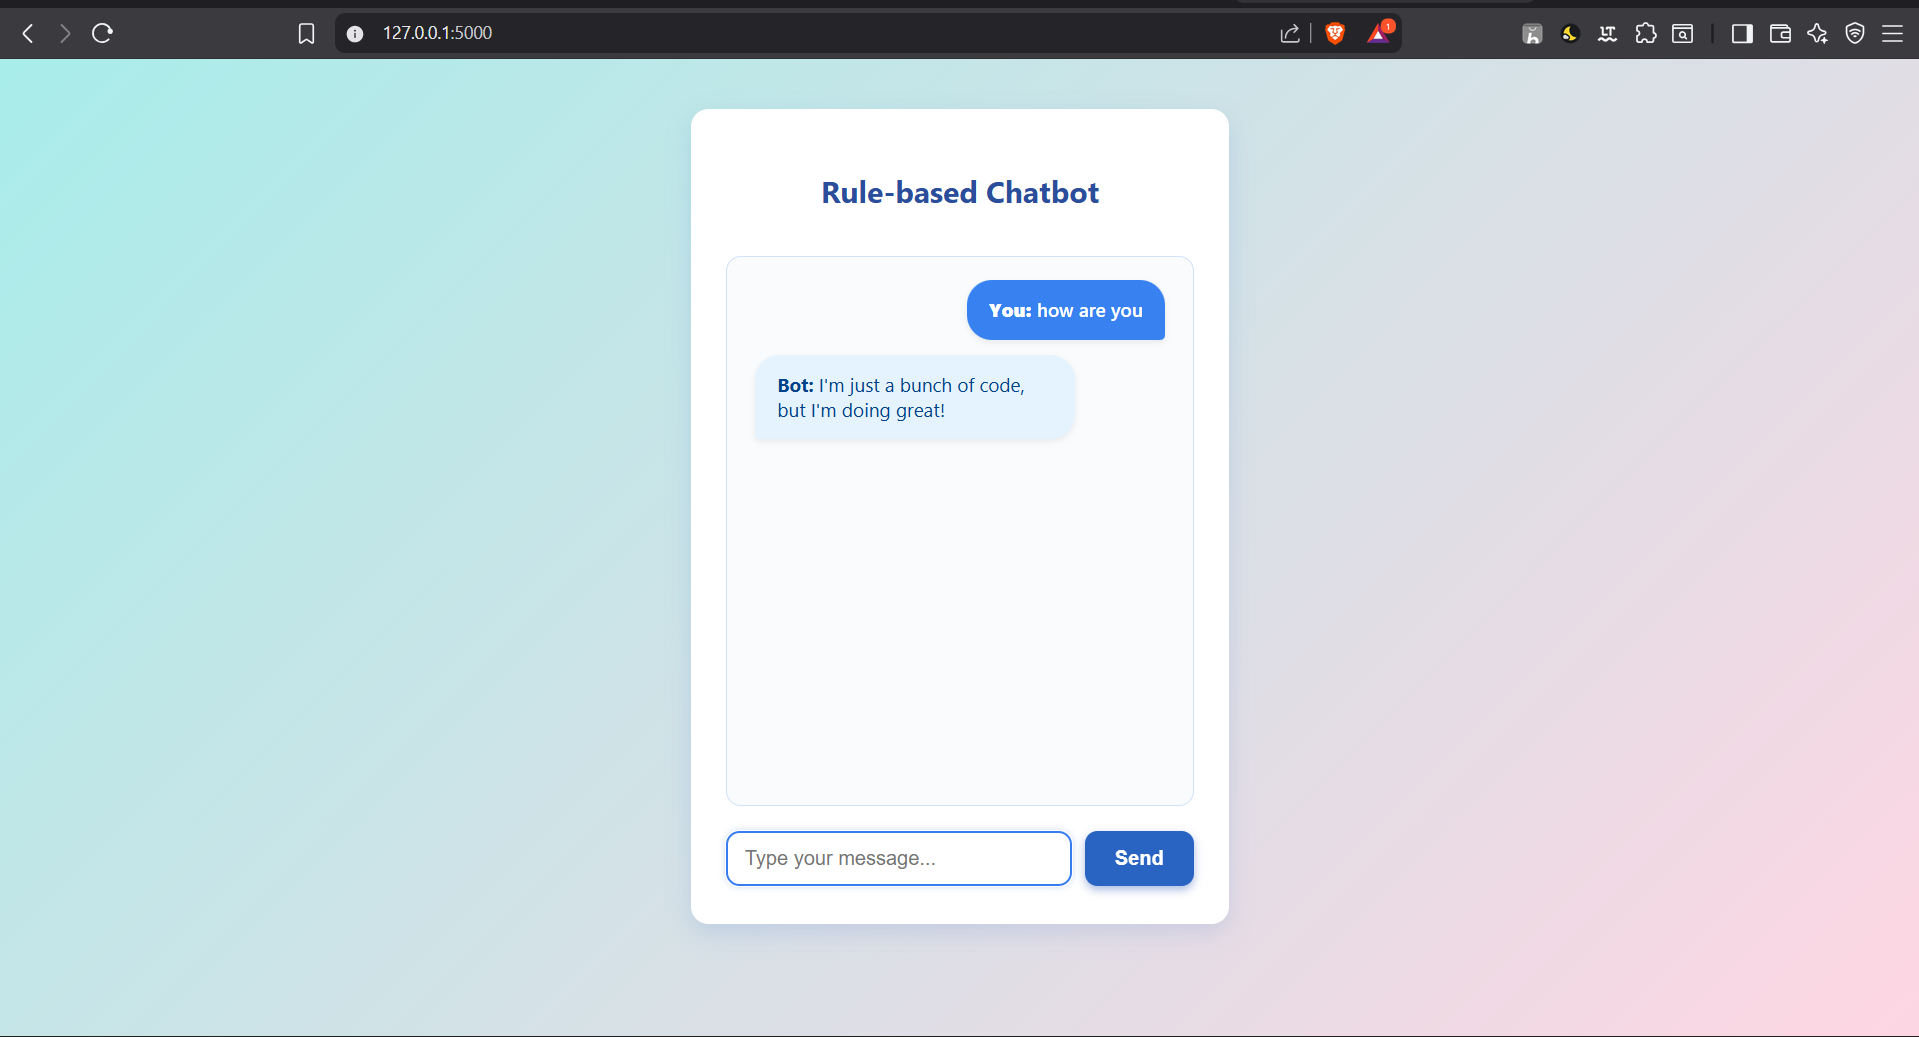 127.0.0.1:5000
1
Rule-based Chatbot
You: how are you
Bot: I'm just a bunch of code,
but I'm doing great!
Type your message...
Send